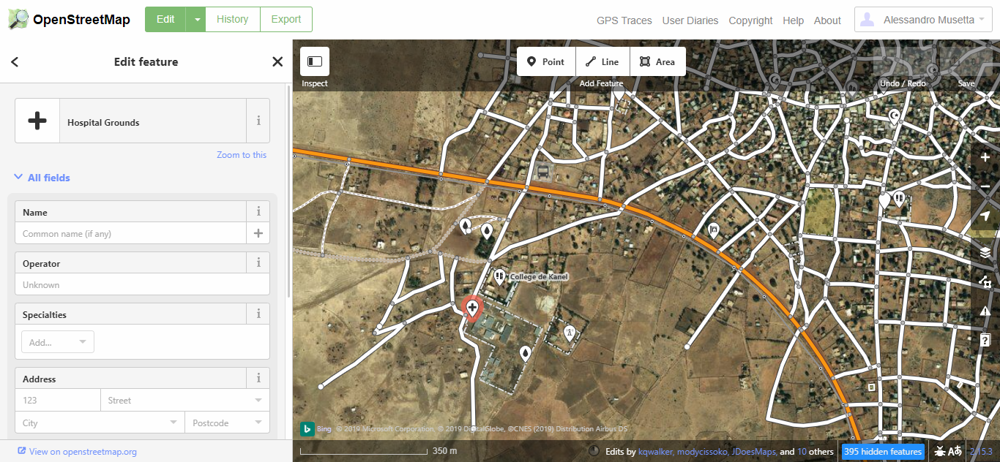 OpenStreetMap
Edit
History
Export
GPS Traces
User Diaries
Copyright
Help
About
Alessandro Musetta
Edit feature
Hospital Grounds
i
Zoom to this
All fields
Name
i
Common name (if any)
Operator
i
Unknown
Specialties
i
Add...
Address
i
123
Street
City
Postcode
View on openstreetmap.org
Inspect
Point
Line
Area
Add Feature
Undo / Redo
Save
College de Kanel
Bing © 2019 Microsoft Corporation, © 2019 DigitalGlobe, ©CNES (2019) Distribution Airbus DS
350 m
Edits by kqwalker, modycissoko, JDoesMaps, and 10 others
395 hidden features
2.15.3